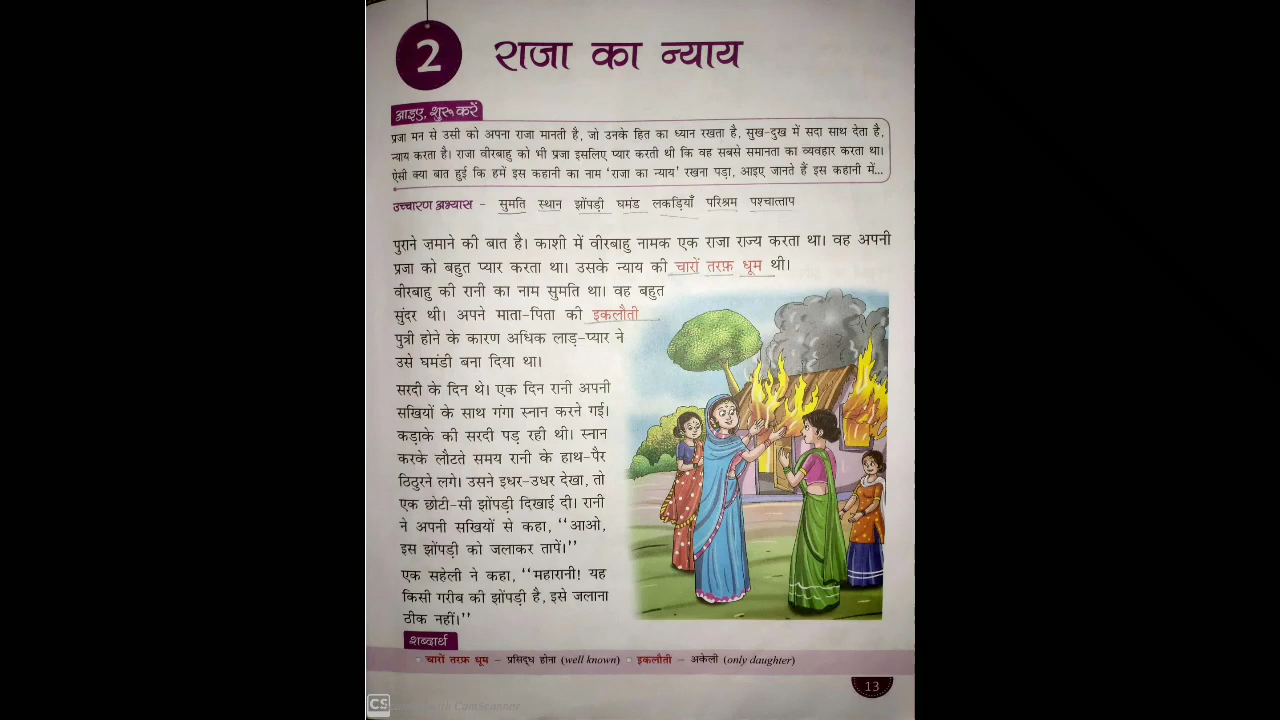 2
राजा का न्याय
आइए, शुरू करें
प्रजा मन से उसी को अपना राजा मानती है, जो उनके हित का ध्यान रखता है, सुख-दुख में सदा साथ देता है,
न्याय करता है। राजा वीरबाहु को भी प्रजा इसलिए प्यार करती थी कि वह सबसे समानता का व्यवहार करता था।
ऐसी क्या बात हुई कि हमें इस कहानी का नाम ‘राजा का न्याय’ रखना पड़ा, आइए जानते हैं इस कहानी में...
उच्चारण अभ्यास – सुमति स्थान झोंपड़ी घमंड लकड़ियाँ परिश्रम पश्चात्ताप
पुराने जमाने की बात है। काशी में वीरबाहु नामक एक राजा राज्य करता था। वह अपनी
प्रजा को बहुत प्यार करता था। उसके न्याय की चारों तरफ़ धूम थी।
वीरबाहु की रानी का नाम सुमति था। वह बहुत
सुंदर थी। अपने माता-पिता की इकलौती
पुत्री होने के कारण अधिक लाड़-प्यार ने
उसे घमंडी बना दिया था।
सरदी के दिन थे। एक दिन रानी अपनी
सखियों के साथ गंगा स्नान करने गई।
कड़ाके की सरदी पड़ रही थी। स्नान
करके लौटते समय रानी के हाथ-पैर
ठिठुरने लगे। उसने इधर-उधर देखा, तो
एक छोटी-सी झोंपड़ी दिखाई दी। रानी
ने अपनी सखियों से कहा, ‘‘आओ,
इस झोंपड़ी को जलाकर तापें।’’
एक सहेली ने कहा, ‘‘महारानी! यह
किसी गरीब की झोंपड़ी है, इसे जलाना
ठीक नहीं।’’
शब्दार्थ
• चारों तरफ़ धूम – प्रसिद्ध होना (well known) • इकलौती – अकेली (only daughter)
13
CS with CamScanner